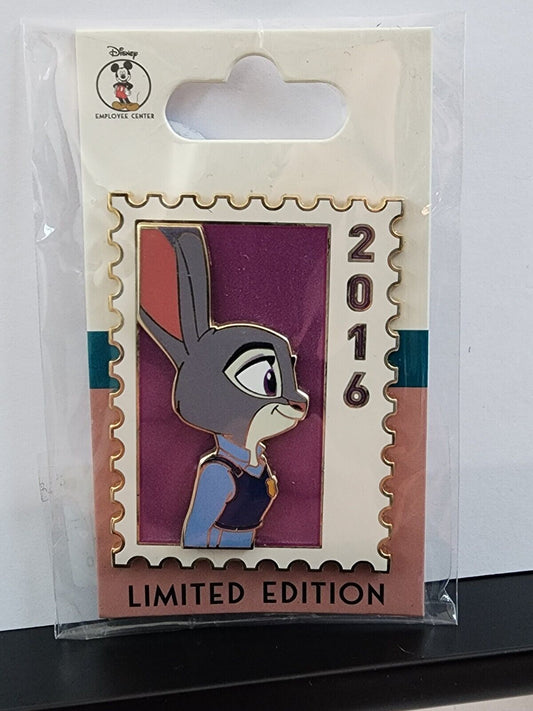 Disney
EMPLOYEE CENTER
2016
LIMITED EDITION